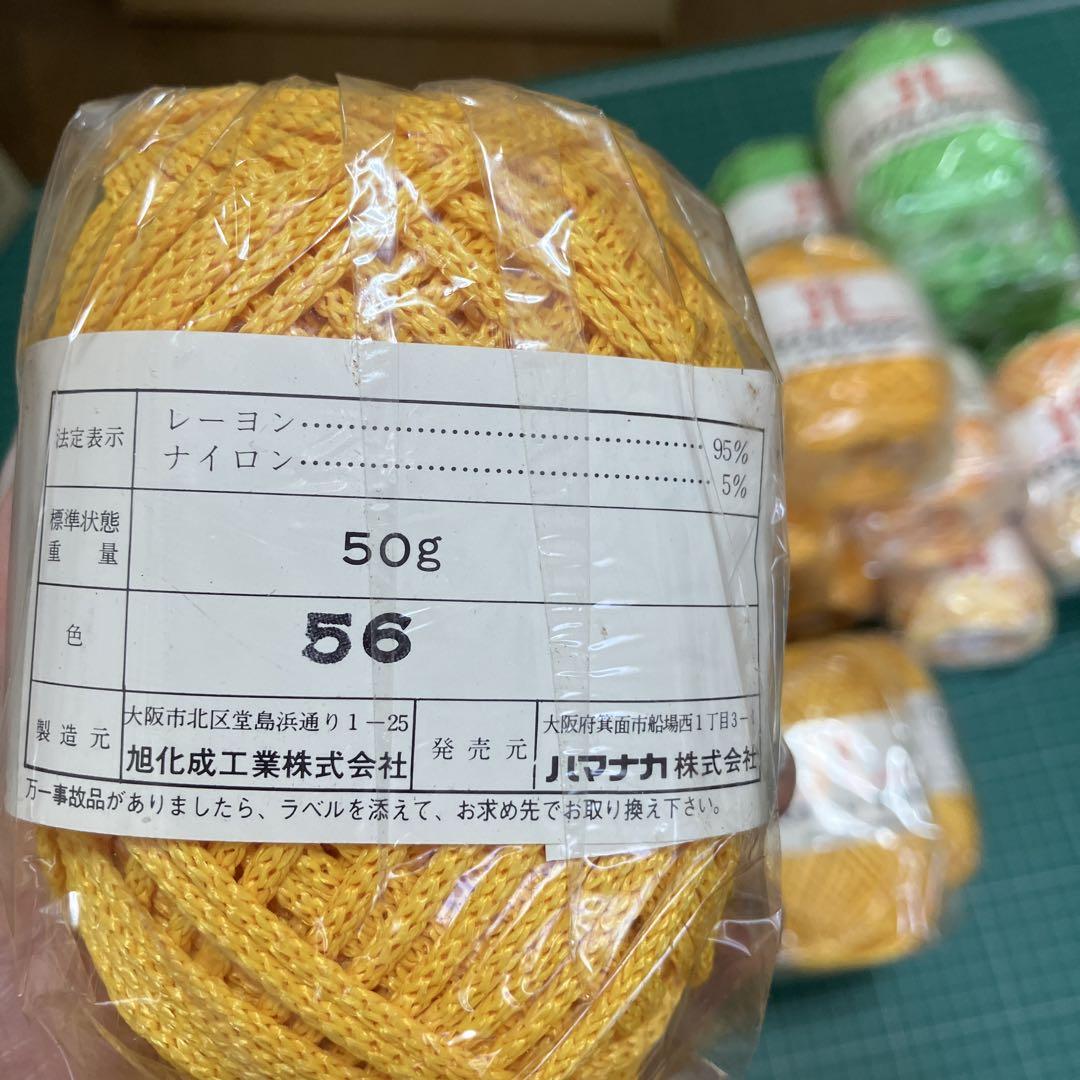 法定表示
レーヨン 95%
ナイロン 5%
標準状態
重量
50g
色
56
製造元
大阪市北区堂島浜通り1-25
旭化成工業株式会社
発売元
大阪府箕面市船場西1丁目3-
ハマナカ株式会社
万一事故品がありましたら、ラベルを添えて、お求め先でお取り換え下さい。